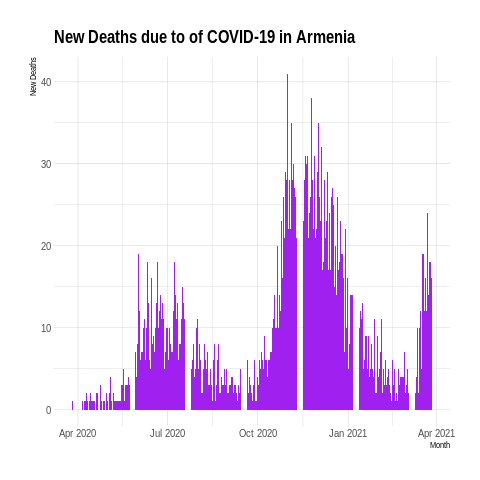 New Deaths due to of COVID-19 in Armenia
New Deaths
40
30
20
10
0
Apr 2020 Jul 2020 Oct 2020 Jan 2021 Apr 2021
Month